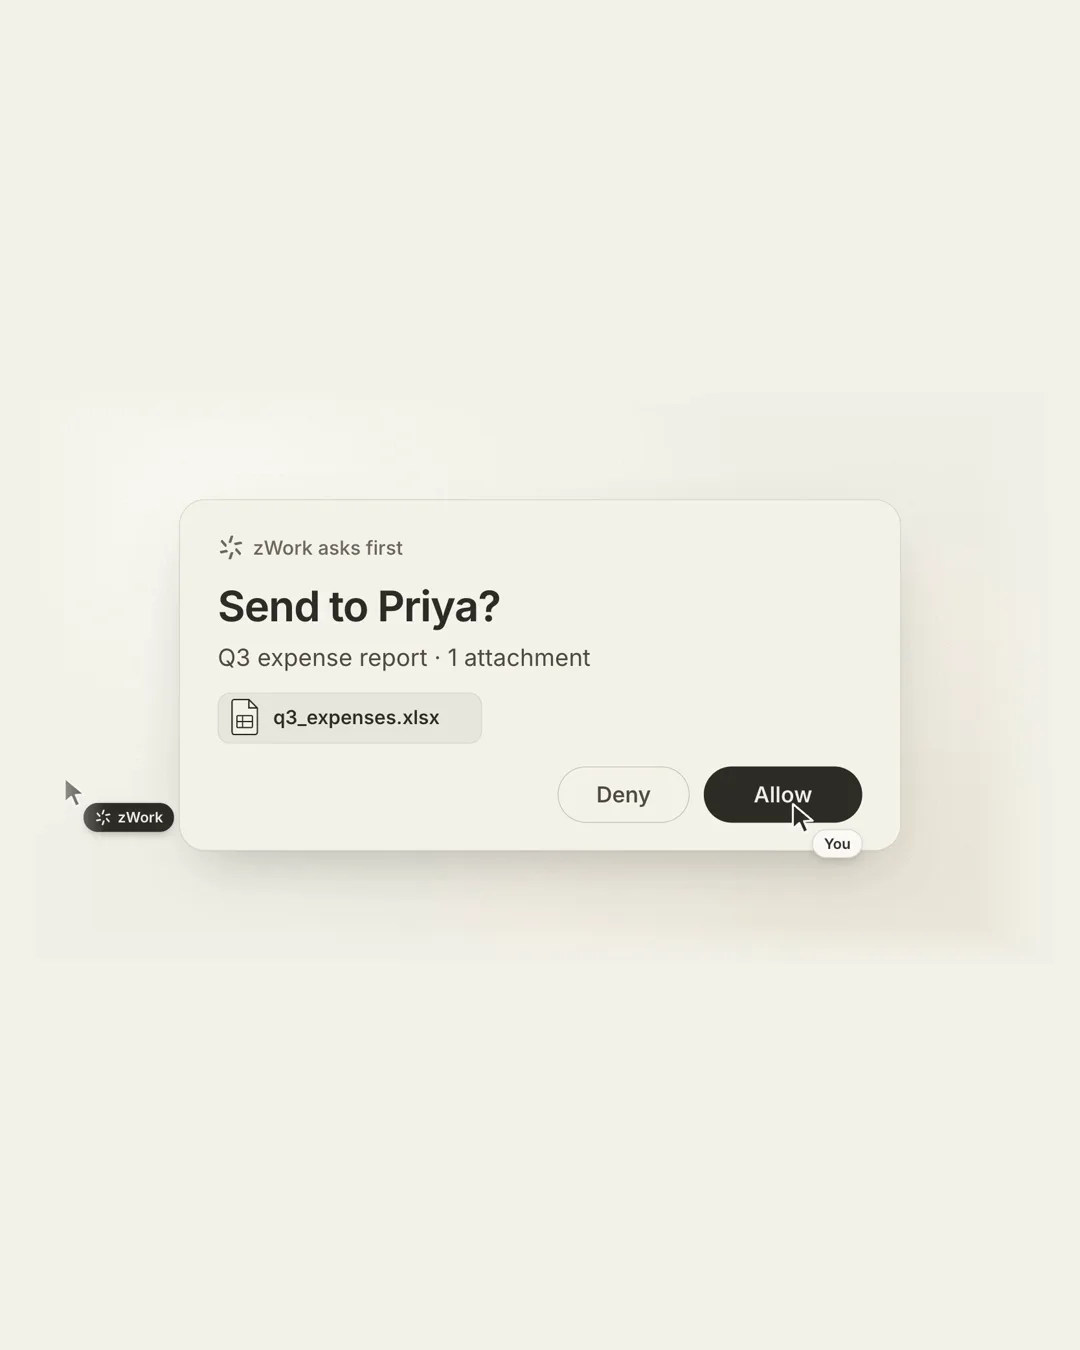 zWork asks first
Send to Priya?
Q3 expense report · 1 attachment
q3_expenses.xlsx
Deny
Allow
zWork
You